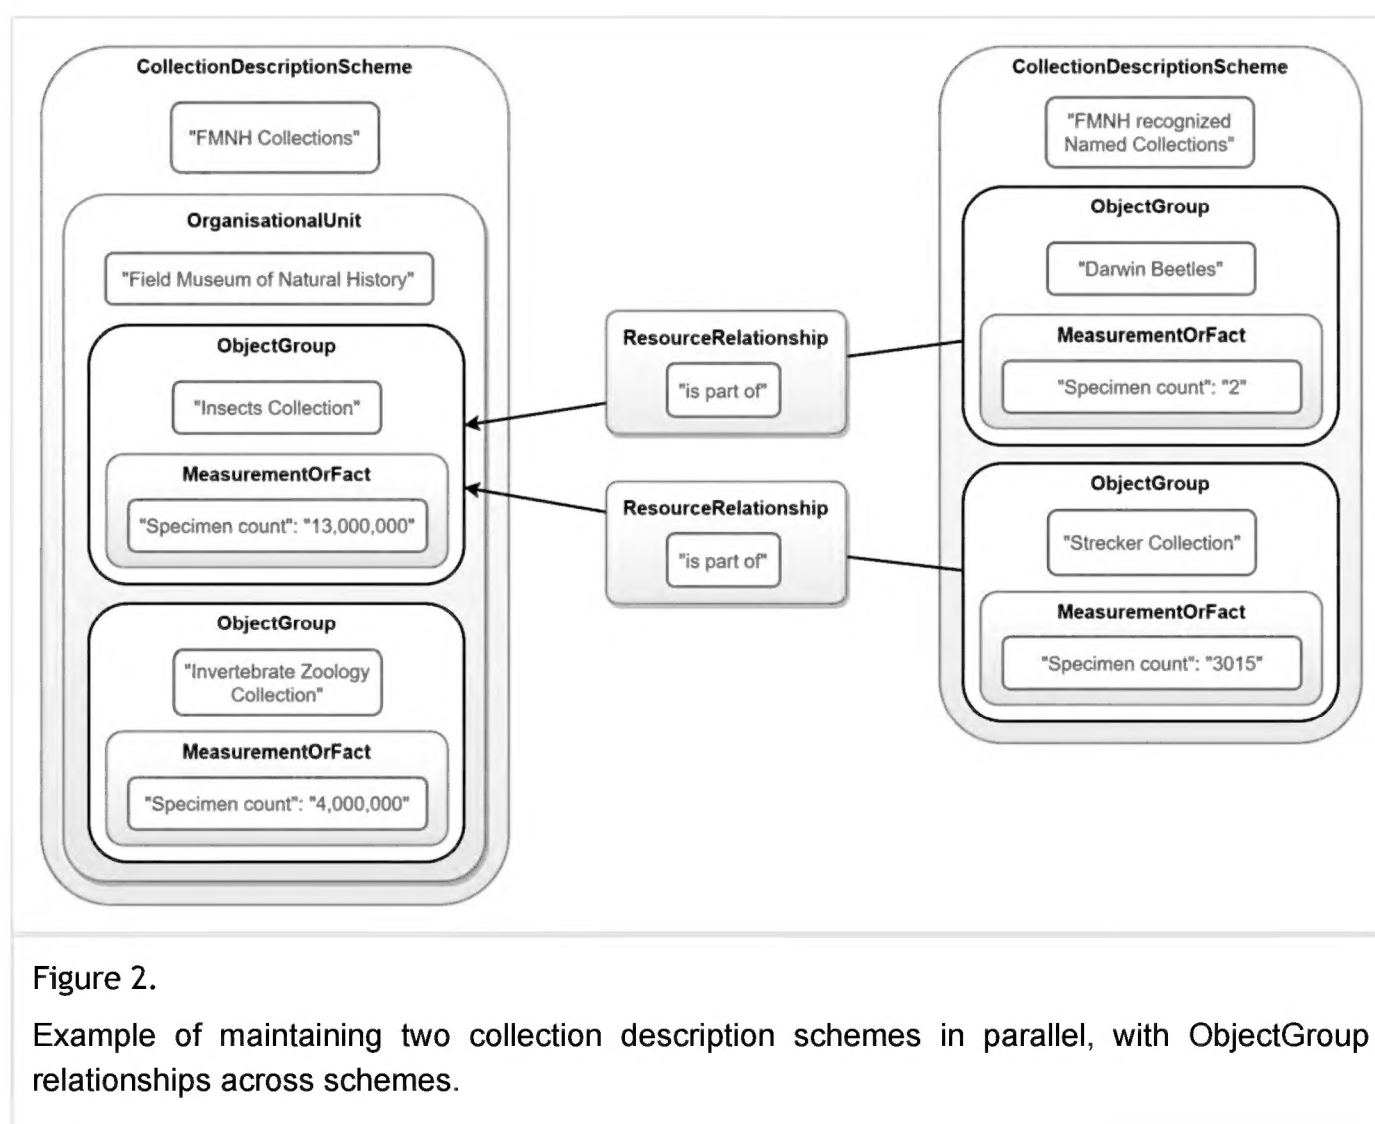 CollectionDescriptionScheme
"FMNH Collections"
OrganisationalUnit
"Field Museum of Natural History"
ObjectGroup
"Insects Collection"
MeasurementOrFact
"Specimen count": "13,000,000"
ObjectGroup
"Invertebrate Zoology
Collection"
MeasurementOrFact
"Specimen count": "4,000,000"
ResourceRelationship
"is part of"
ResourceRelationship
"is part of"
CollectionDescriptionScheme
"FMNH recognized
Named Collections"
ObjectGroup
"Darwin Beetles"
MeasurementOrFact
"Specimen count": "2"
ObjectGroup
"Strecker Collection"
MeasurementOrFact
"Specimen count": "3015"
Figure 2.
Example of maintaining two collection description schemes in parallel, with ObjectGroup
relationships across schemes.